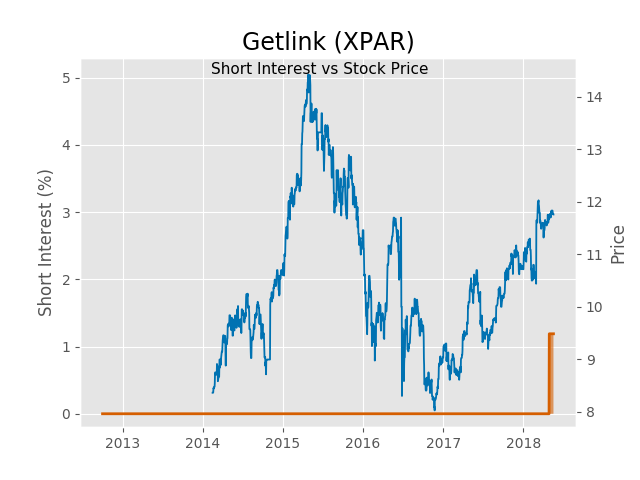 Getlink (XPAR)
Short Interest vs Stock Price
Short Interest (%)
5
4
3
2
1
0
14
13
12
11
10
9
8
Price
2013 2014 2015 2016 2017 2018